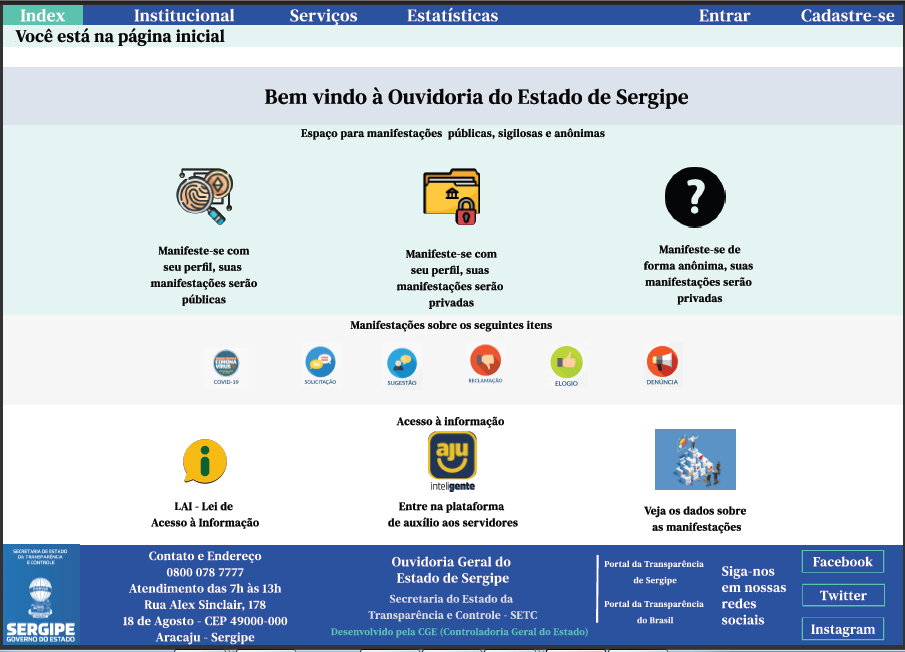 Index Institucional Serviços Estatísticas Entrar Cadastre-se
Você está na página inicial
Bem vindo à Ouvidoria do Estado de Sergipe
Espaço para manifestações públicas, sigilosas e anônimas
Manifeste-se com
seu perfil, suas
manifestações serão
públicas
Manifeste-se com
seu perfil, suas
manifestações serão
privadas
?
Manifeste-se de
forma anônima, suas
manifestações serão
privadas
Manifestações sobre os seguintes itens
CORONA
VÍRUS
COVID-19
SOLICITAÇÃO
SUGESTÃO
RECLAMAÇÃO
ELOGIO
DENÚNCIA
Acesso à informação
i
LAI - Lei de
Acesso à Informação
aju
inteligente
Entre na plataforma
de auxílio aos servidores
Veja os dados sobre
as manifestações
SECRETARIA DE ESTADO
DA TRANSPARÊNCIA
E CONTROLE
SERGIPE
GOVERNO DO ESTADO
Contato e Endereço
0800 078 7777
Atendimento das 7h às 13h
Rua Alex Sinclair, 178
18 de Agosto - CEP 49000-000
Aracaju - Sergipe
Ouvidoria Geral do
Estado de Sergipe
Secretaria do Estado da
Transparência e Controle - SETC
Desenvolvido pela CGE (Controladoria Geral do Estado)
Portal da Transparência
de Sergipe
Portal da Transparência
do Brasil
Siga-nos
em nossas
redes
sociais
Facebook
Twitter
Instagram